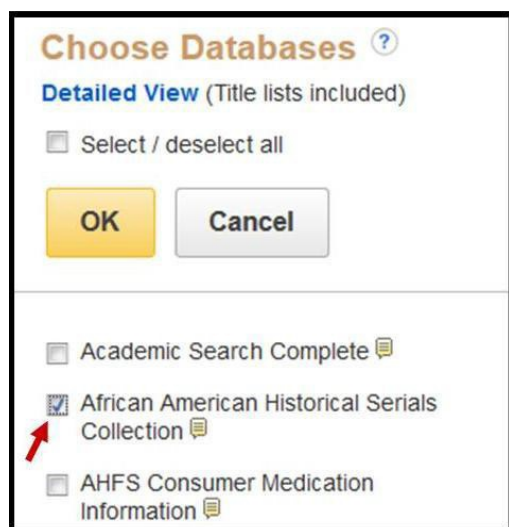 Choose Databases ?
Detailed View (Title lists included)
Select / deselect all
OK Cancel
Academic Search Complete
African American Historical Serials
Collection
AHFS Consumer Medication
Information